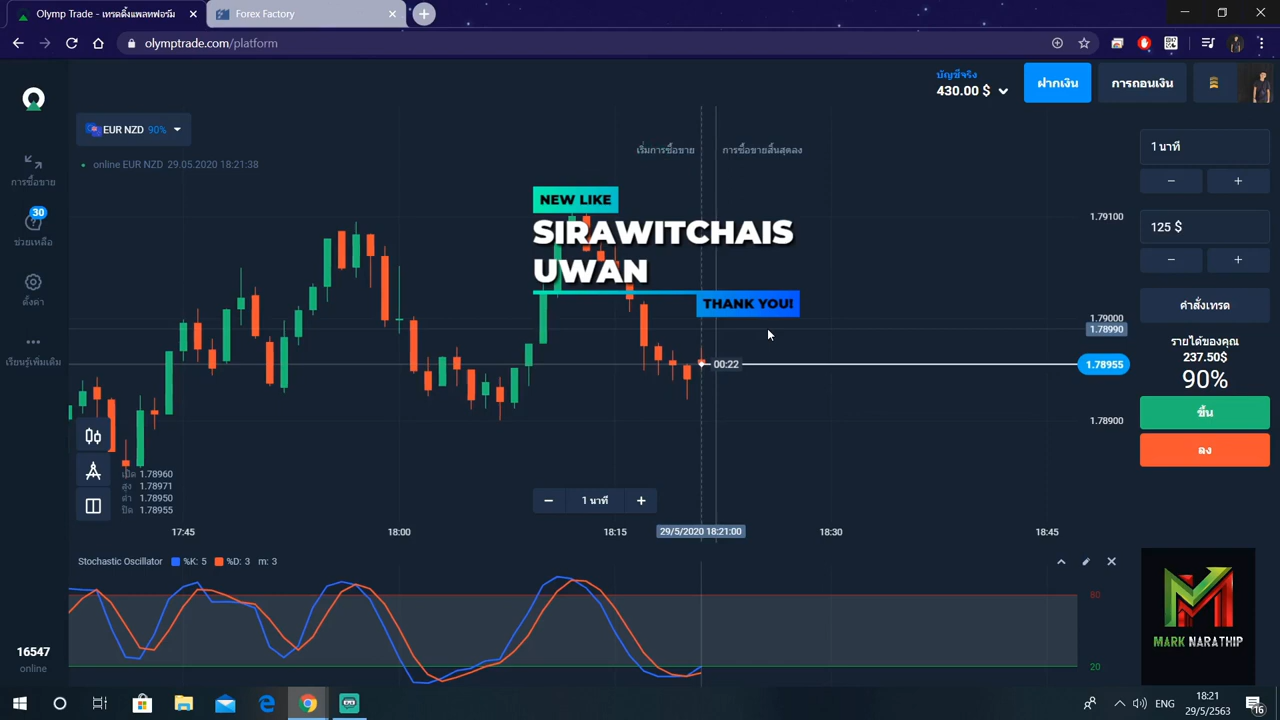 Olymp Trade - เทรดดิ้งแพลทฟอร์ม
Forex Factory
olymptrade.com/platform
บัญชีจริง
430.00 $
ฝากเงิน
การถอนเงิน
EUR NZD 90%
online EUR NZD 29.05.2020 18:21:38
การซื้อขาย
30
ช่วยเหลือ
ตั้งค่า
เรียนรู้เพิ่มเติม
เริ่มการซื้อขาย
การซื้อขายสิ้นสุดลง
NEW LIKE
SIRAWITCHAIS
UWAN
THANK YOU!
00:22
1.79100
1.79000
1.78990
1.78955
1.78900
1 นาที
− +
125 $
− +
คำสั่งเทรด
รายได้ของคุณ
237.50$
90%
ขึ้น
ลง
เปิด 1.78960
สูง 1.78971
ต่ำ 1.78950
ปิด 1.78955
− 1 นาที +
17:45
18:00
18:15
29/5/2020 18:21:00
18:30
18:45
Stochastic Oscillator %K: 5 %D: 3 m: 3
80
20
MARK NARATHIP
16547
online
ENG
18:21
29/5/2563
16